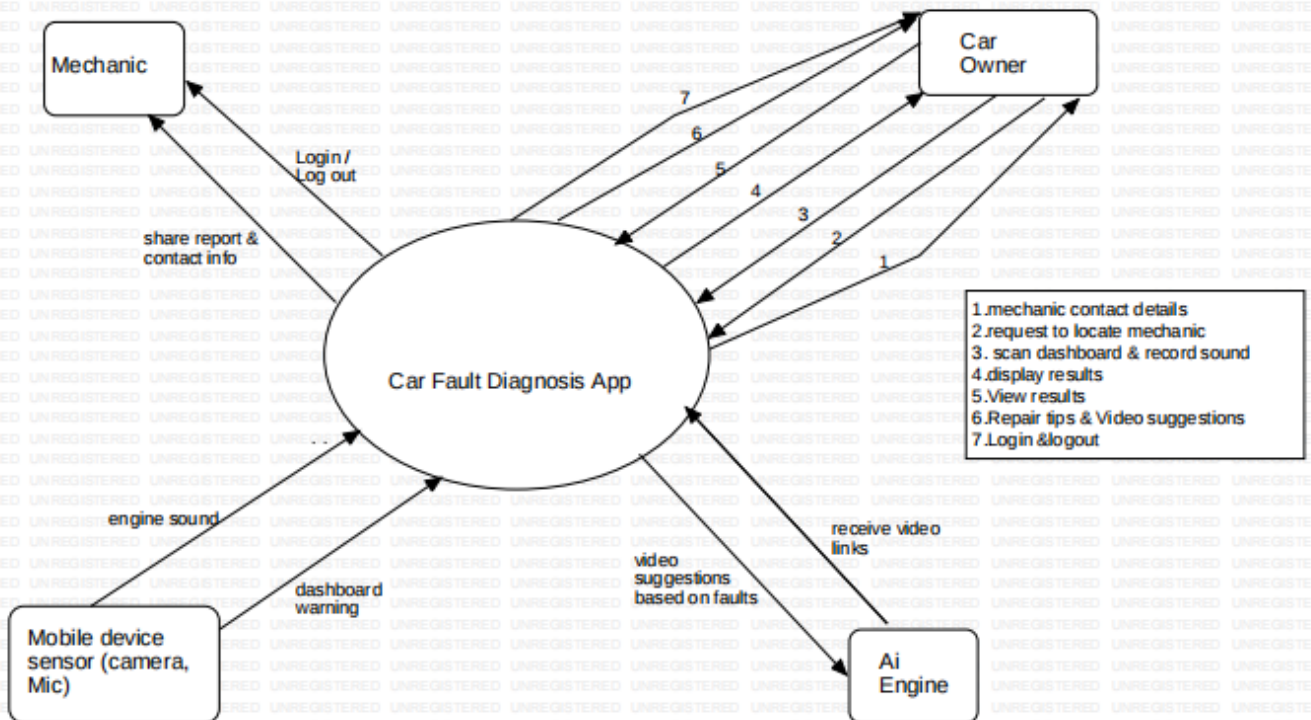 Mechanic
Car
Owner
7
6
5
4
3
2
1
Login /
Log out
share report &
contact info
1.mechanic contact details
2.request to locate mechanic
3. scan dashboard & record sound
4.display results
5.View results
6.Repair tips & Video suggestions
7.Login &logout
Car Fault Diagnosis App
engine sound
dashboard
warning
video
suggestions
based on faults
receive video
links
Mobile device
sensor (camera,
Mic)
Ai
Engine
UNREGISTERED